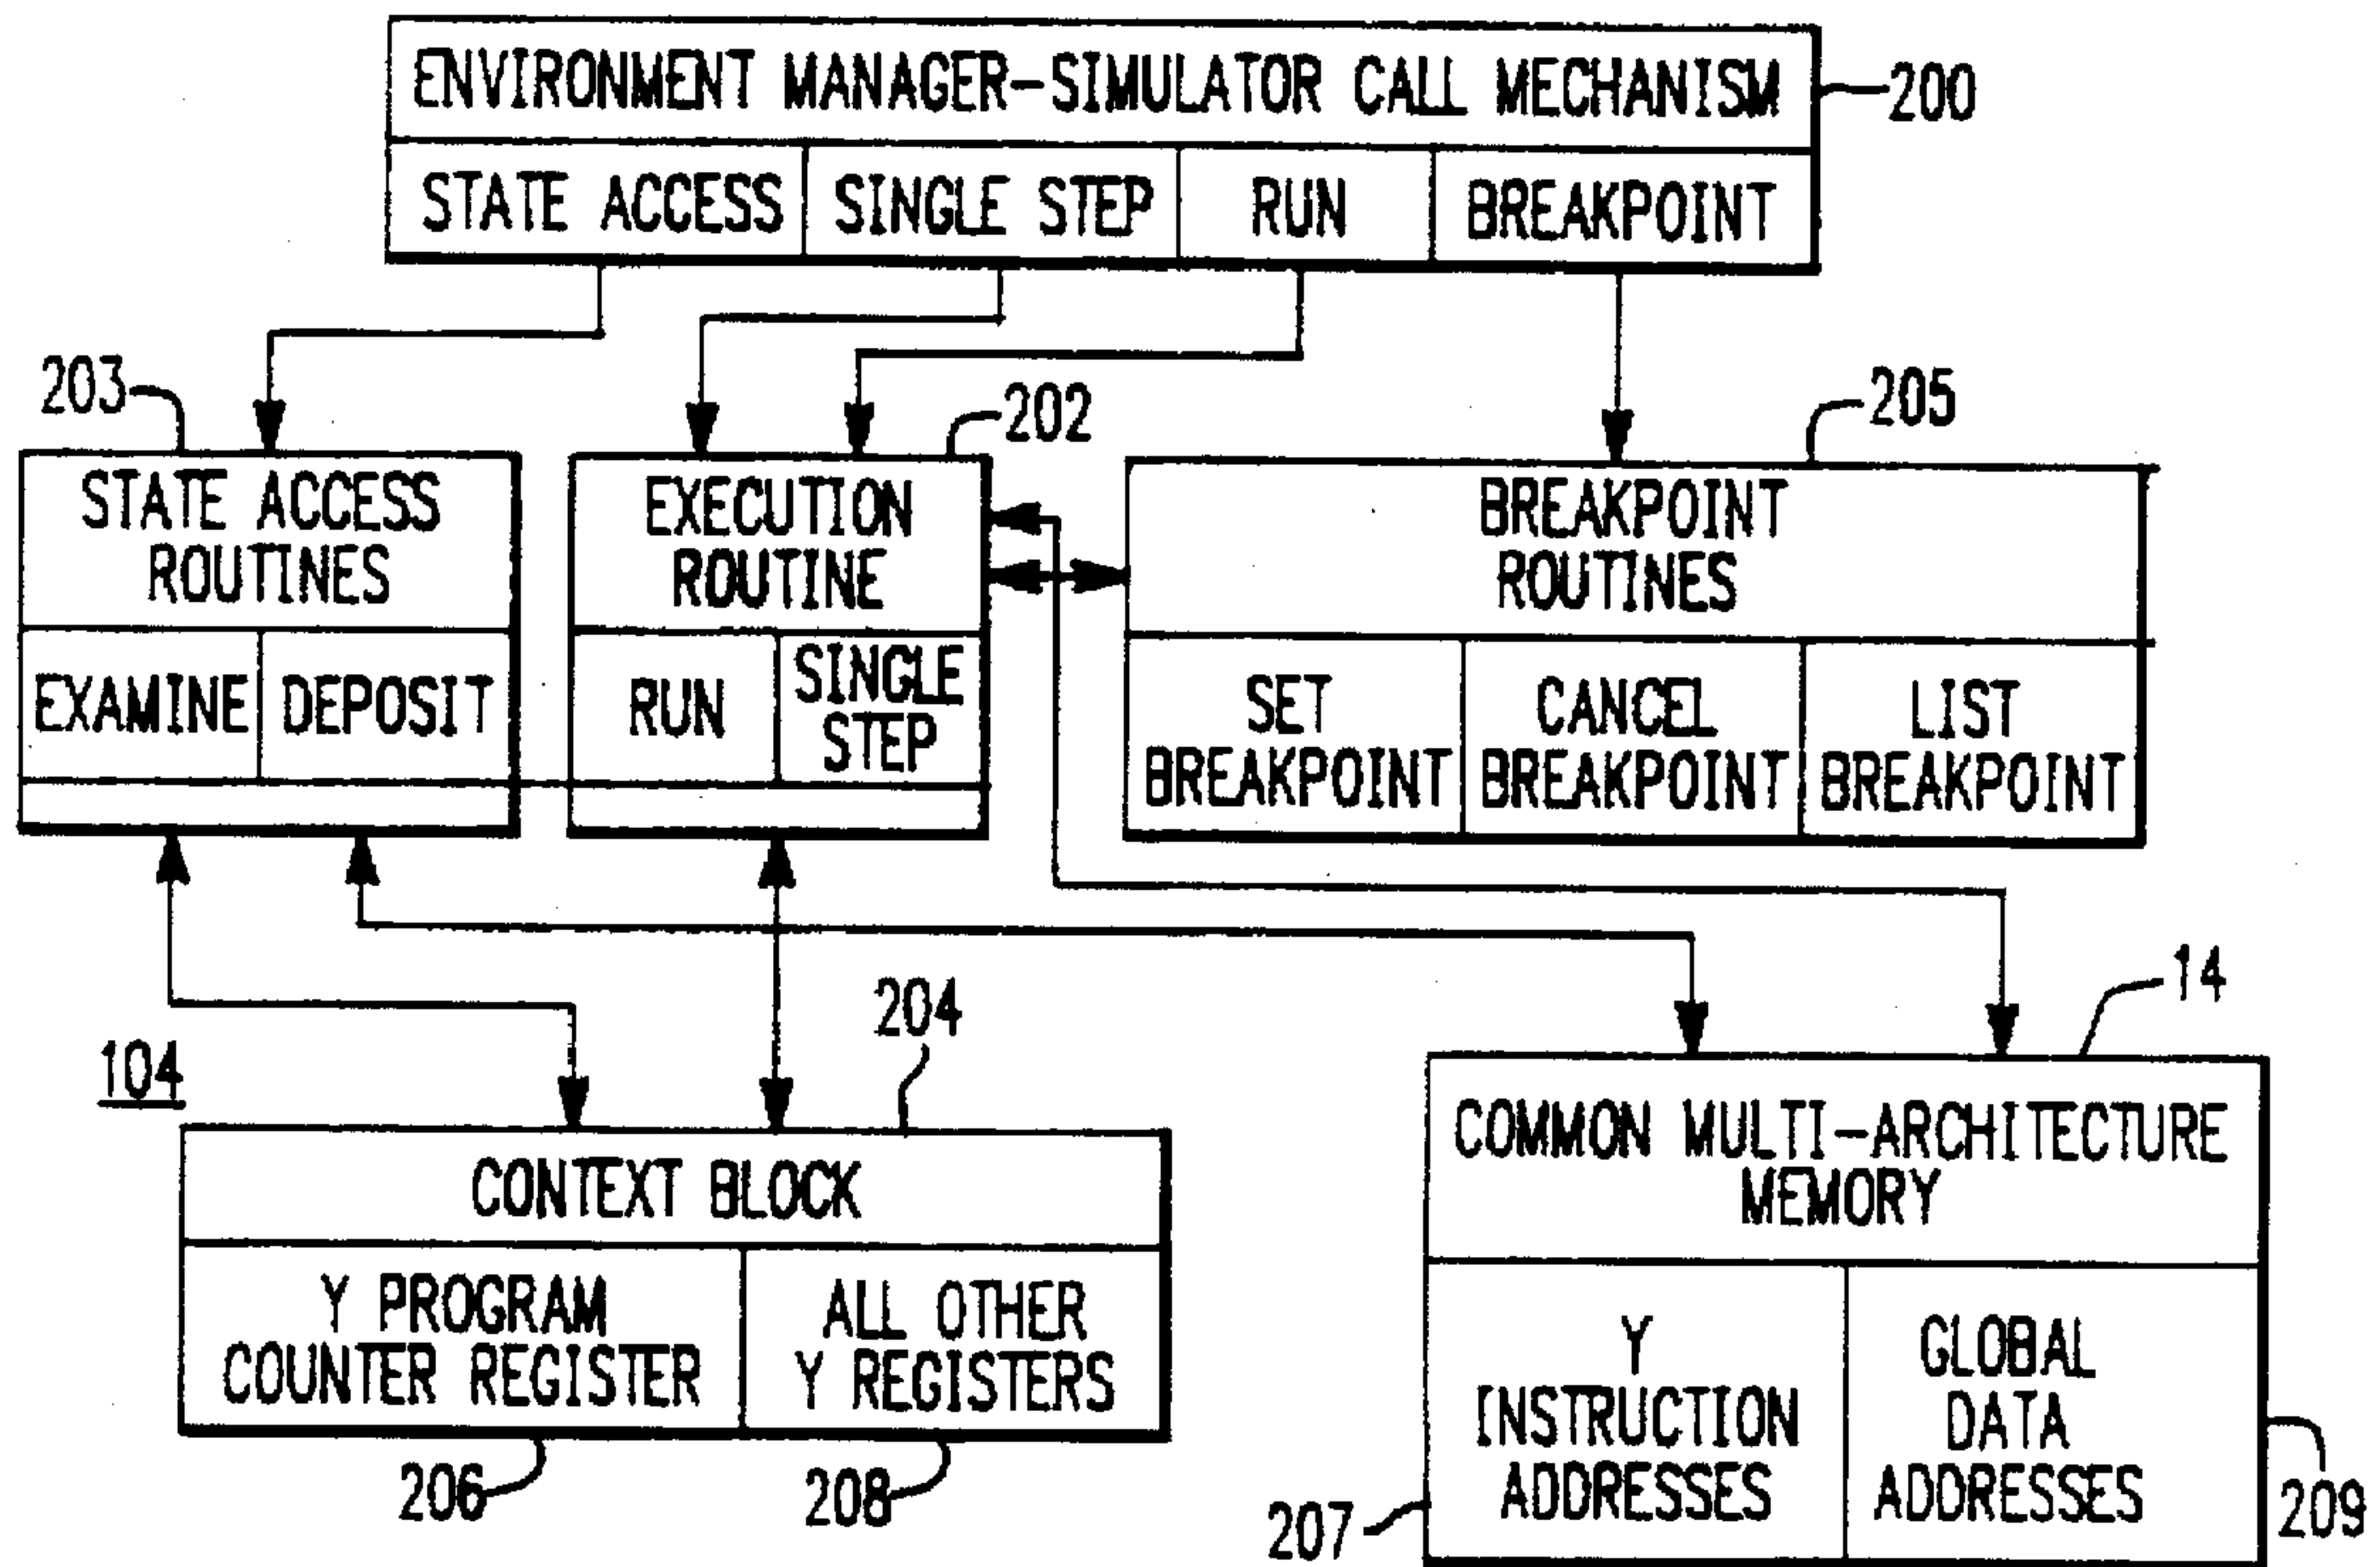 ENVIRONMENT MANAGER-SIMULATOR CALL MECHANISM
200
STATE ACCESS
SINGLE STEP
RUN
BREAKPOINT
203
202
205
STATE ACCESS
ROUTINES
EXAMINE
DEPOSIT
EXECUTION
ROUTINE
RUN
SINGLE
STEP
BREAKPOINT
ROUTINES
SET
BREAKPOINT
CANCEL
BREAKPOINT
LIST
BREAKPOINT
104
204
14
CONTEXT BLOCK
Y PROGRAM
COUNTER REGISTER
ALL OTHER
Y REGISTERS
206
208
COMMON MULTI-ARCHITECTURE
MEMORY
Y
INSTRUCTION
ADDRESSES
GLOBAL
DATA
ADDRESSES
207
209